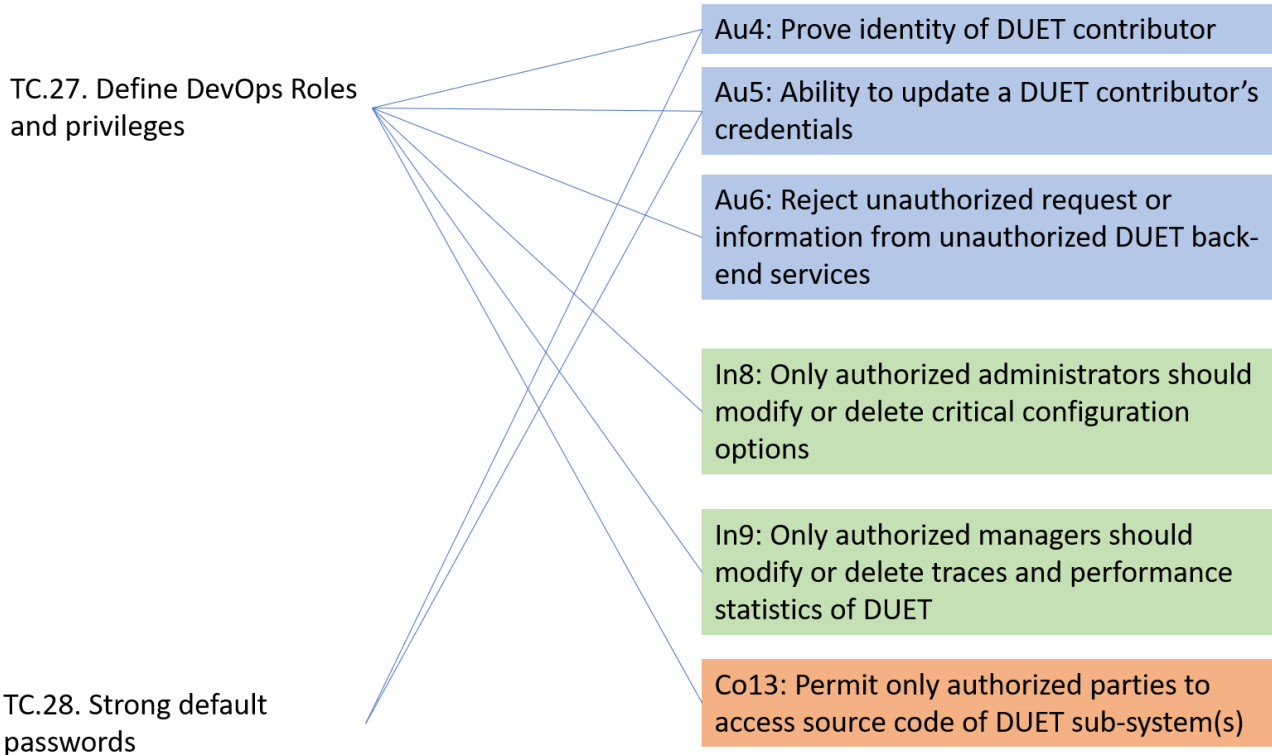 TC.27. Define DevOps Roles
and privileges
TC.28. Strong default
passwords
Au4: Prove identity of DUET contributor
Au5: Ability to update a DUET contributor’s
credentials
Au6: Reject unauthorized request or
information from unauthorized DUET back-
end services
In8: Only authorized administrators should
modify or delete critical configuration
options
In9: Only authorized managers should
modify or delete traces and performance
statistics of DUET
Co13: Permit only authorized parties to
access source code of DUET sub-system(s)